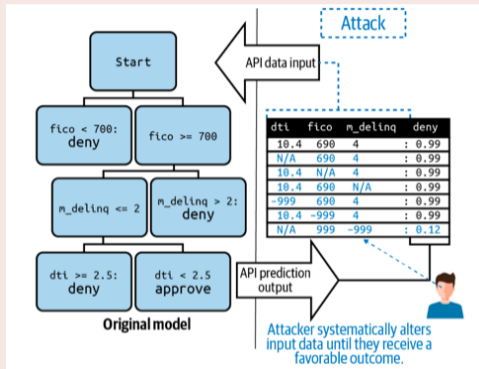 Attack
Start
API data input
fico < 700:
deny
fico >= 700
m_delinq <= 2
m_delinq > 2:
deny
dti >= 2.5:
deny
dti < 2.5
approve
Original model
dti fico m_delinq deny
10.4 690 4 : 0.99
N/A 690 4 : 0.99
10.4 N/A 4 : 0.99
10.4 690 N/A : 0.99
-999 690 4 : 0.99
10.4 -999 4 : 0.99
N/A 999 -999 : 0.12
API prediction
output
Attacker systematically alters
input data until they receive a
favorable outcome.